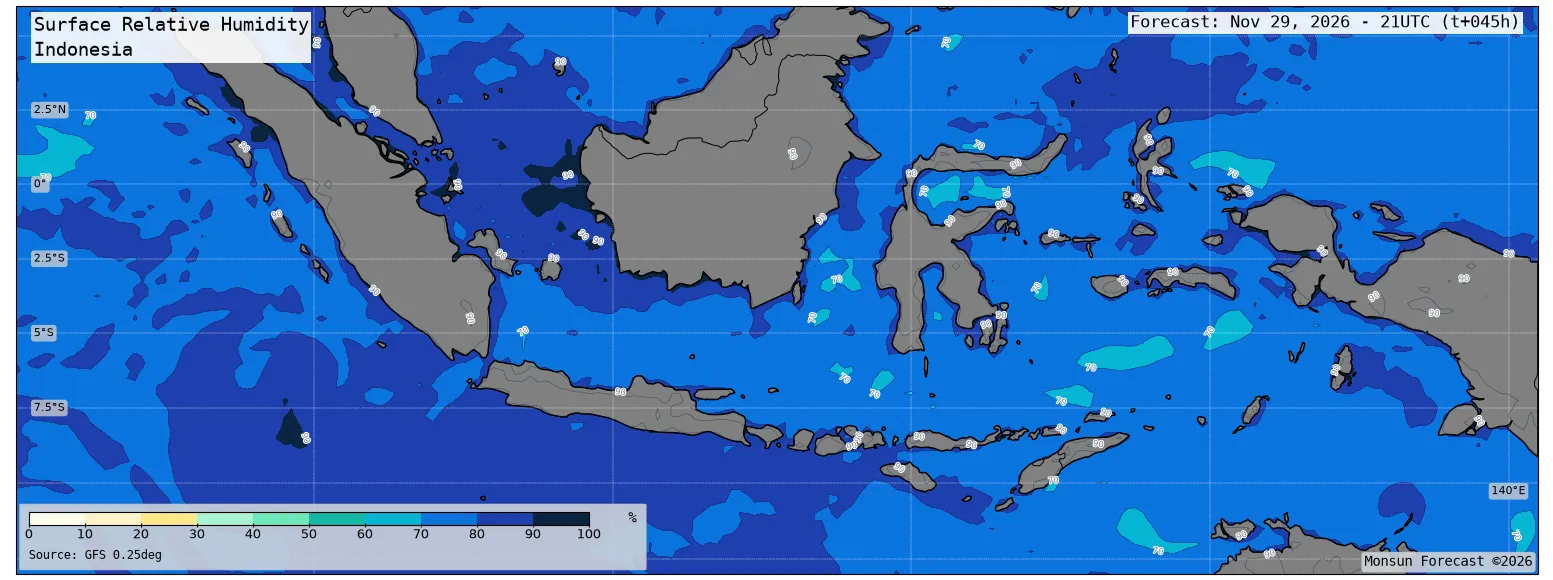 Surface Relative Humidity
Indonesia
Forecast: Nov 29, 2026 - 21UTC (t+045h)
2.5°N
0°
2.5°S
5°S
7.5°S
140°E
0 10 20 30 40 50 60 70 80 90 100
%
Source: GFS 0.25deg
Monsun Forecast ©2026